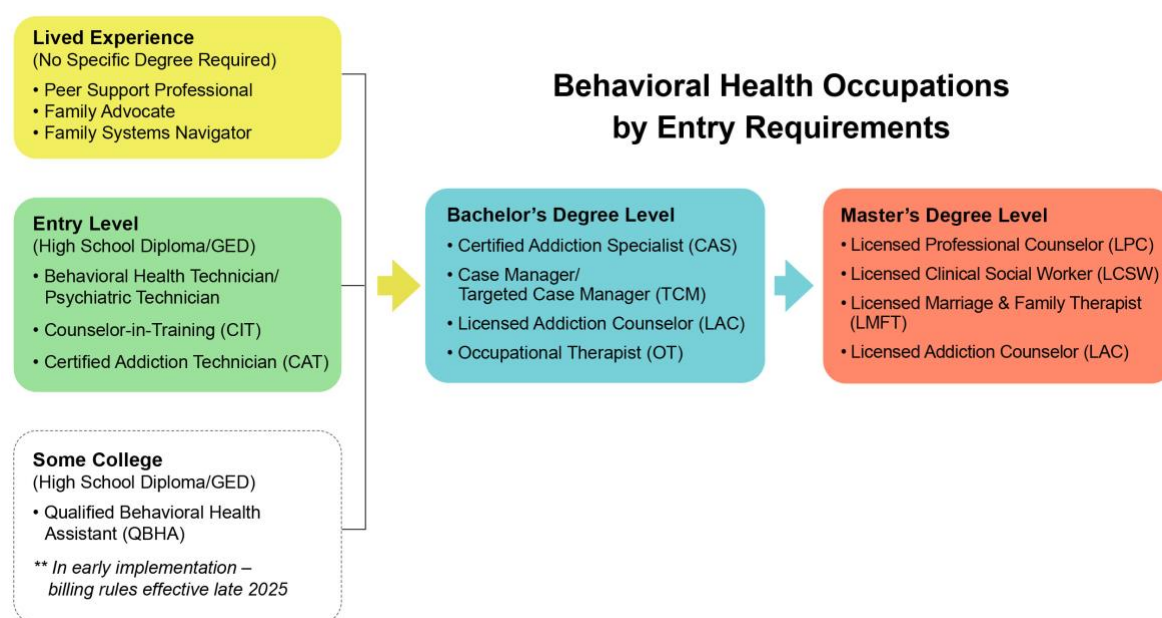 Behavioral Health Occupations
by Entry Requirements
Lived Experience
(No Specific Degree Required)
• Peer Support Professional
• Family Advocate
• Family Systems Navigator
Entry Level
(High School Diploma/GED)
• Behavioral Health Technician/
Psychiatric Technician
• Counselor-in-Training (CIT)
• Certified Addiction Technician (CAT)
Some College
(High School Diploma/GED)
• Qualified Behavioral Health
Assistant (QBHA)
** In early implementation –
billing rules effective late 2025
Bachelor’s Degree Level
• Certified Addiction Specialist (CAS)
• Case Manager/
Targeted Case Manager (TCM)
• Licensed Addiction Counselor (LAC)
• Occupational Therapist (OT)
Master’s Degree Level
• Licensed Professional Counselor (LPC)
• Licensed Clinical Social Worker (LCSW)
• Licensed Marriage & Family Therapist
(LMFT)
• Licensed Addiction Counselor (LAC)